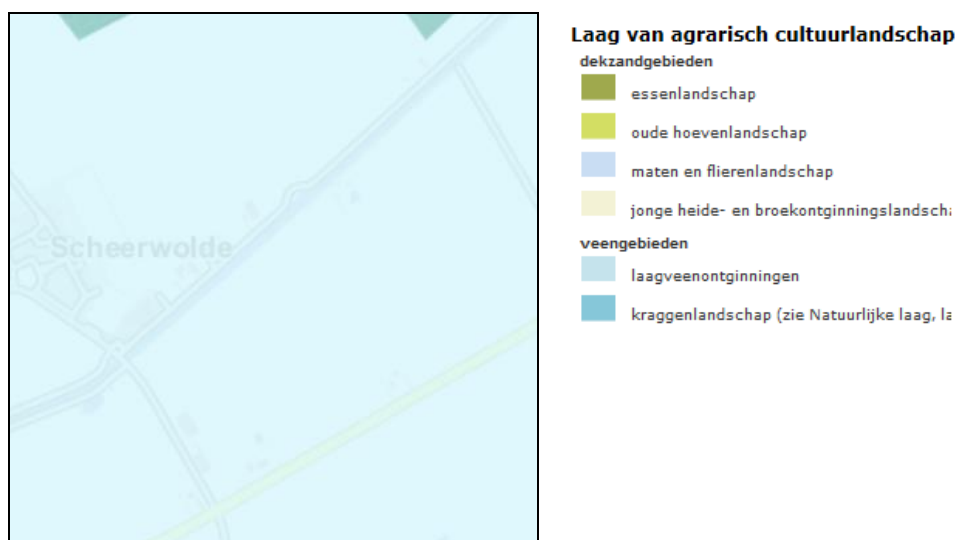 Scheerwolde
Laag van agrarisch cultuurlandschap
dekzandgebieden
essenlandschap
oude hoevenlandschap
maten en flierenlandschap
jonge heide- en broekontginningslandscha
veengebieden
laagveenontginningen
kraggenlandschap (zie Natuurlijke laag, la